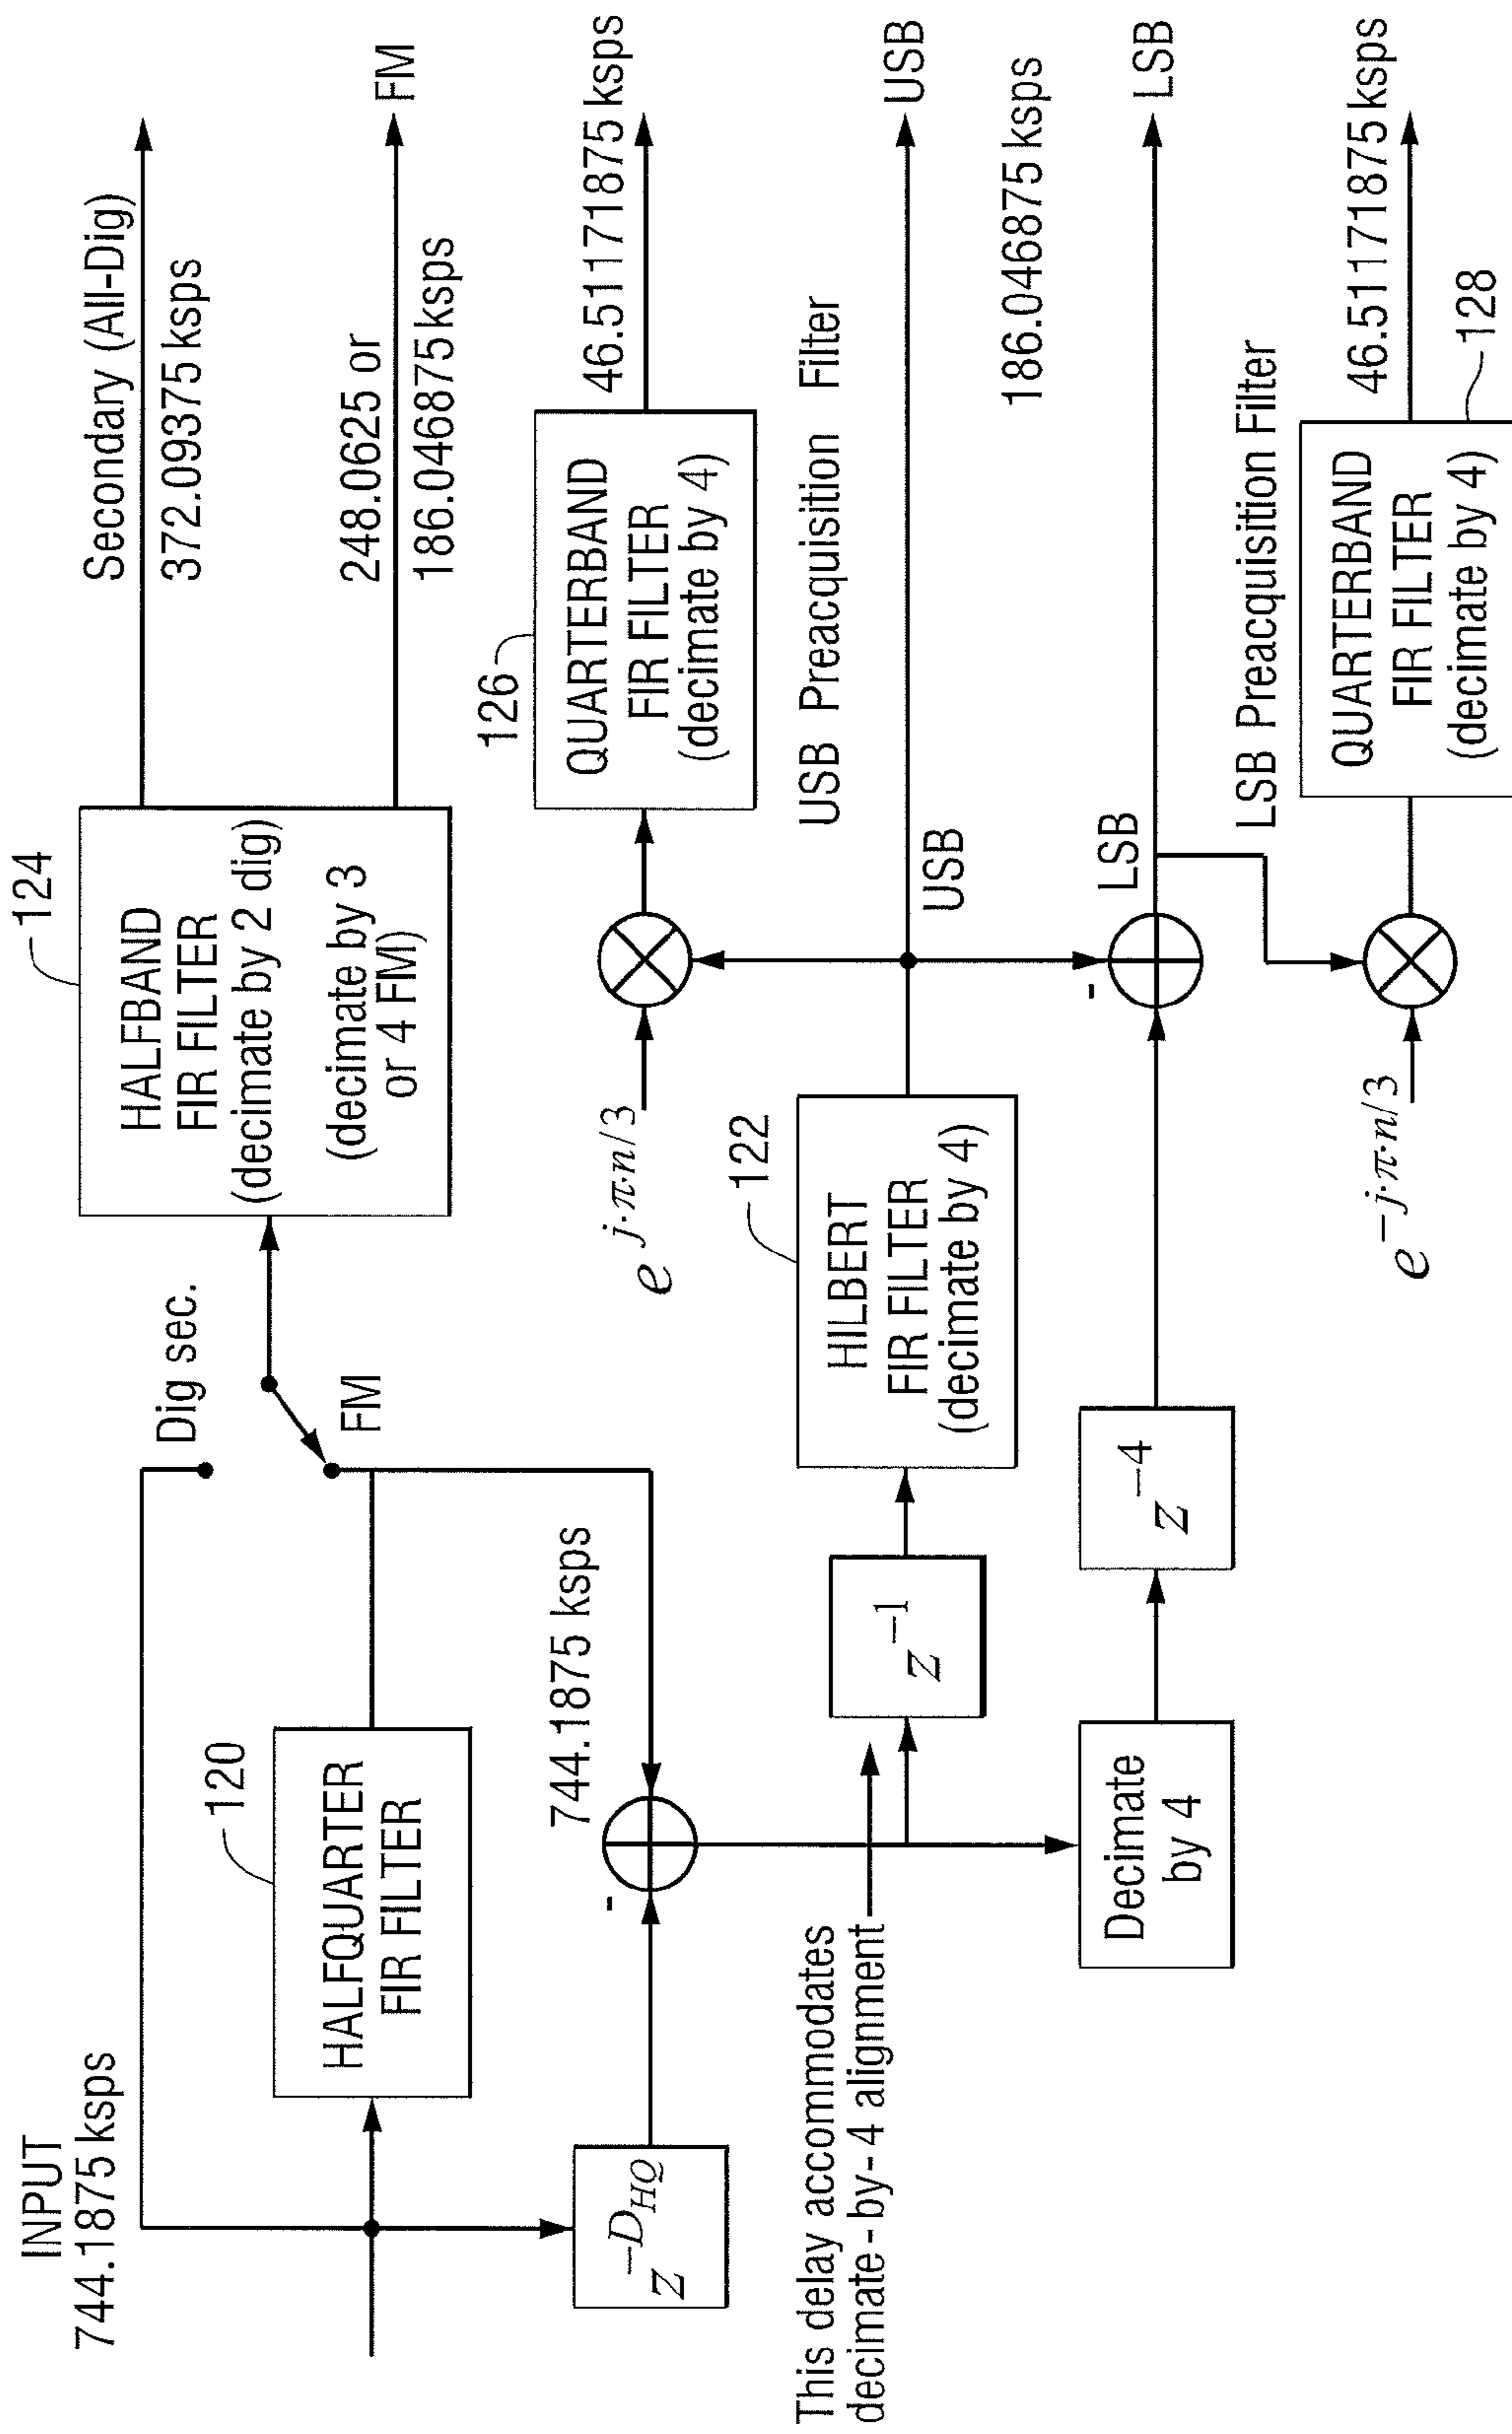 INPUT
744.1875 ksps
120
HALFQUARTER
FIR FILTER
z^{-D_{HQ}}
Dig sec.
FM
124
HALFBAND
FIR FILTER
(decimate by 2 dig)
(decimate by 3
or 4 FM)
Secondary (All-Dig)
372.09375 ksps
248.0625 or
186.046875 ksps
FM
744.1875 ksps
-
This delay accommodates
decimate-by-4 alignment
z^{-1}
122
HILBERT
FIR FILTER
(decimate by 4)
e^{j·π·n/3}
126
QUARTERBAND
FIR FILTER
(decimate by 4)
46.51171875 ksps
USB Preacquisition Filter
USB
USB
186.046875 ksps
Decimate
by 4
z^{-4}
-
LSB
LSB
LSB Preacquisition Filter
e^{-j·π·n/3}
QUARTERBAND
FIR FILTER
(decimate by 4)
128
46.51171875 ksps